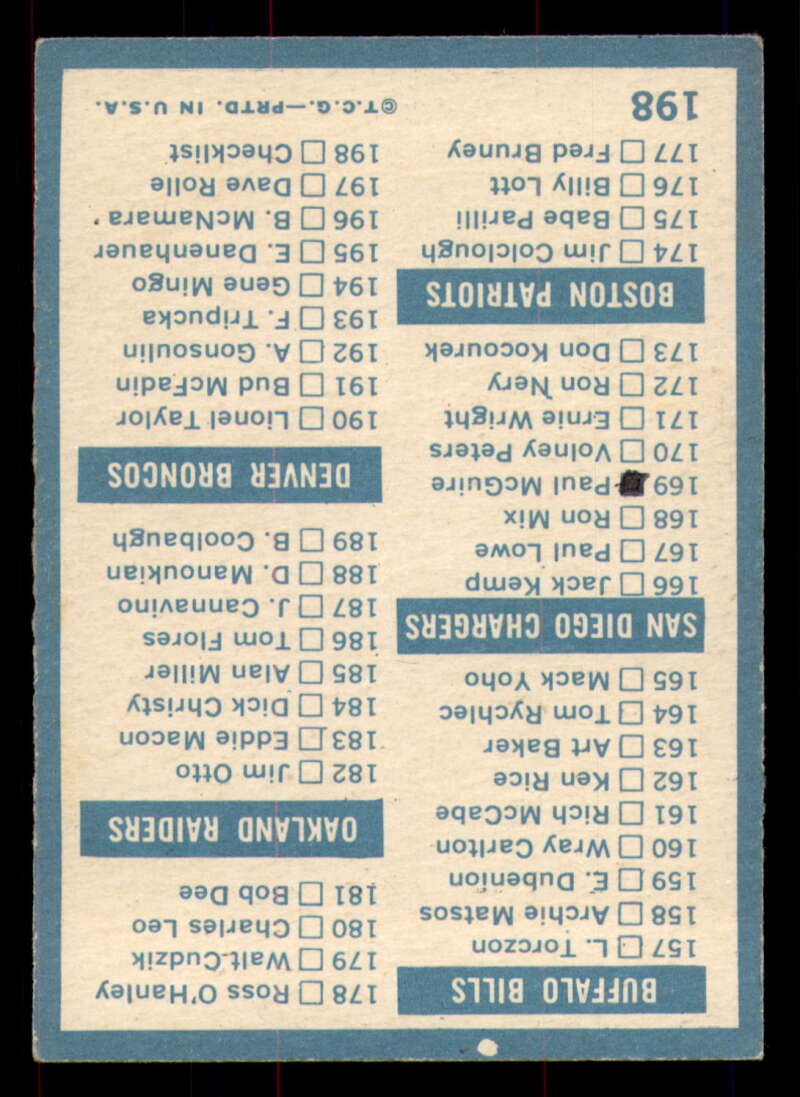 BUFFALO BILLS
157 L. Torczon
158 Archie Matsos
159 E. Dubenion
160 Wray Carlton
161 Rich McCabe
162 Ken Rice
163 Art Baker
164 Tom Rychlec
165 Mack Yoho
SAN DIEGO CHARGERS
166 Jack Kemp
167 Paul Lowe
168 Ron Mix
169 Paul McGuire
170 Volney Peters
171 Ernie Wright
172 Ron Nery
173 Don Kocourek
BOSTON PATRIOTS
174 Jim Colclough
175 Babe Parilli
176 Billy Lott
177 Fred Bruney
198
178 Ross O'Hanley
179 Walt Cudzik
180 Charles Leo
181 Bob Dee
OAKLAND RAIDERS
182 Jim Otto
183 Eddie Macon
184 Dick Christy
185 Alan Miller
186 Tom Flores
187 J. Cannavino
188 D. Manoukian
189 B. Coolbaugh
DENVER BRONCOS
190 Lionel Taylor
191 Bud McFadin
192 A. Gonsoulin
193 F. Tripucka
194 Gene Mingo
195 E. Danenhauer
196 B. McNamara
197 Dave Rolle
198 Checklist
©T.C.G.—PRTD. IN U.S.A.